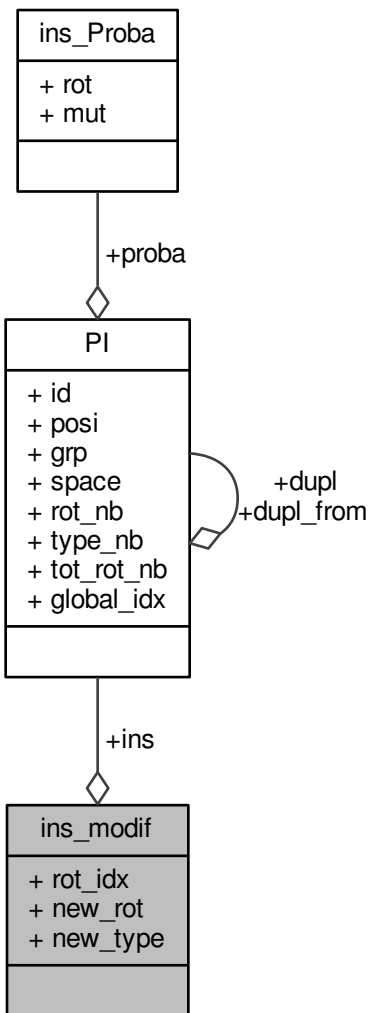 ins_Proba
+ rot
+ mut
+proba
PI
+ id
+ posi
+ grp
+ space
+ rot_nb
+ type_nb
+ tot_rot_nb
+ global_idx
+dupl
+dupl_from
+ins
ins_modif
+ rot_idx
+ new_rot
+ new_type